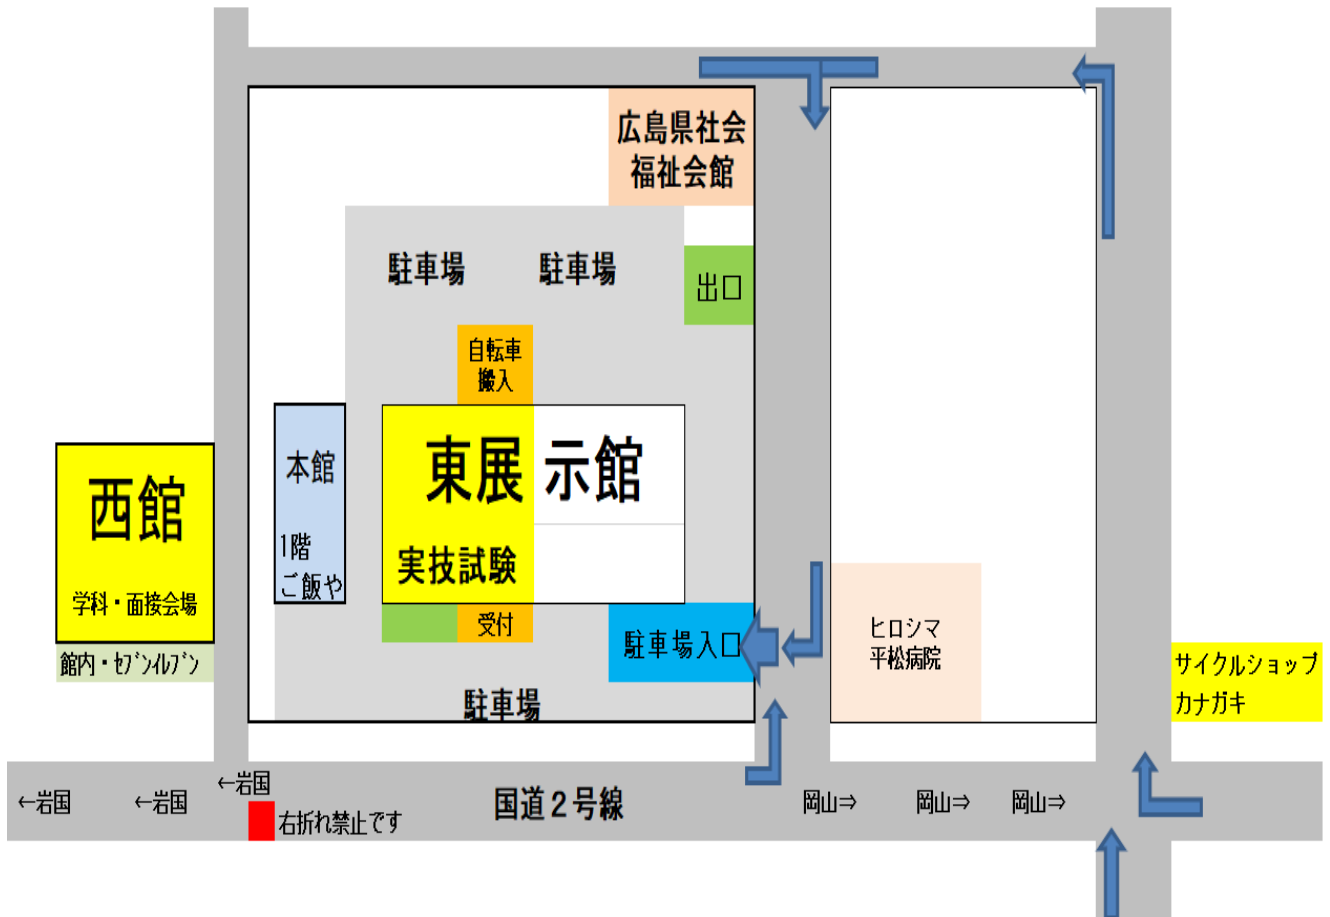 広島県社会
福祉会館
駐車場
駐車場
出口
自転車
搬入
東展示館
実技試験
本館
1階
ご飯や
西館
学科・面接会場
館内・ｾﾌﾞﾝｲﾚﾌﾞﾝ
受付
駐車場入口
駐車場
ヒロシマ
平松病院
サイクルショップ
カナガキ
←岩国
←岩国
←岩国
右折れ禁止です
国道２号線
岡山⇒
岡山⇒
岡山⇒